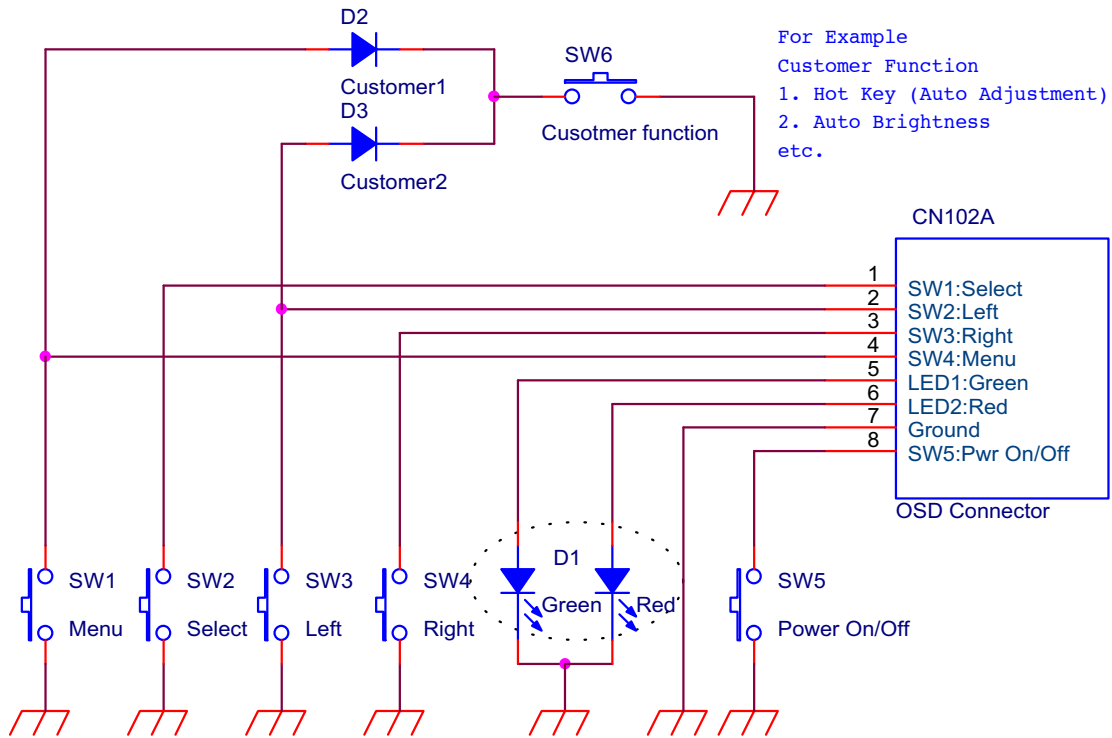 D2
Customer1
D3
Customer2
SW6
Cusotmer function
For Example
Customer Function
1. Hot Key (Auto Adjustment)
2. Auto Brightness
etc.
CN102A
1
SW1:Select
2
SW2:Left
3
SW3:Right
4
SW4:Menu
5
LED1:Green
6
LED2:Red
7
Ground
8
SW5:Pwr On/Off
OSD Connector
SW1
Menu
SW2
Select
SW3
Left
SW4
Right
D1
Green
Red
SW5
Power On/Off